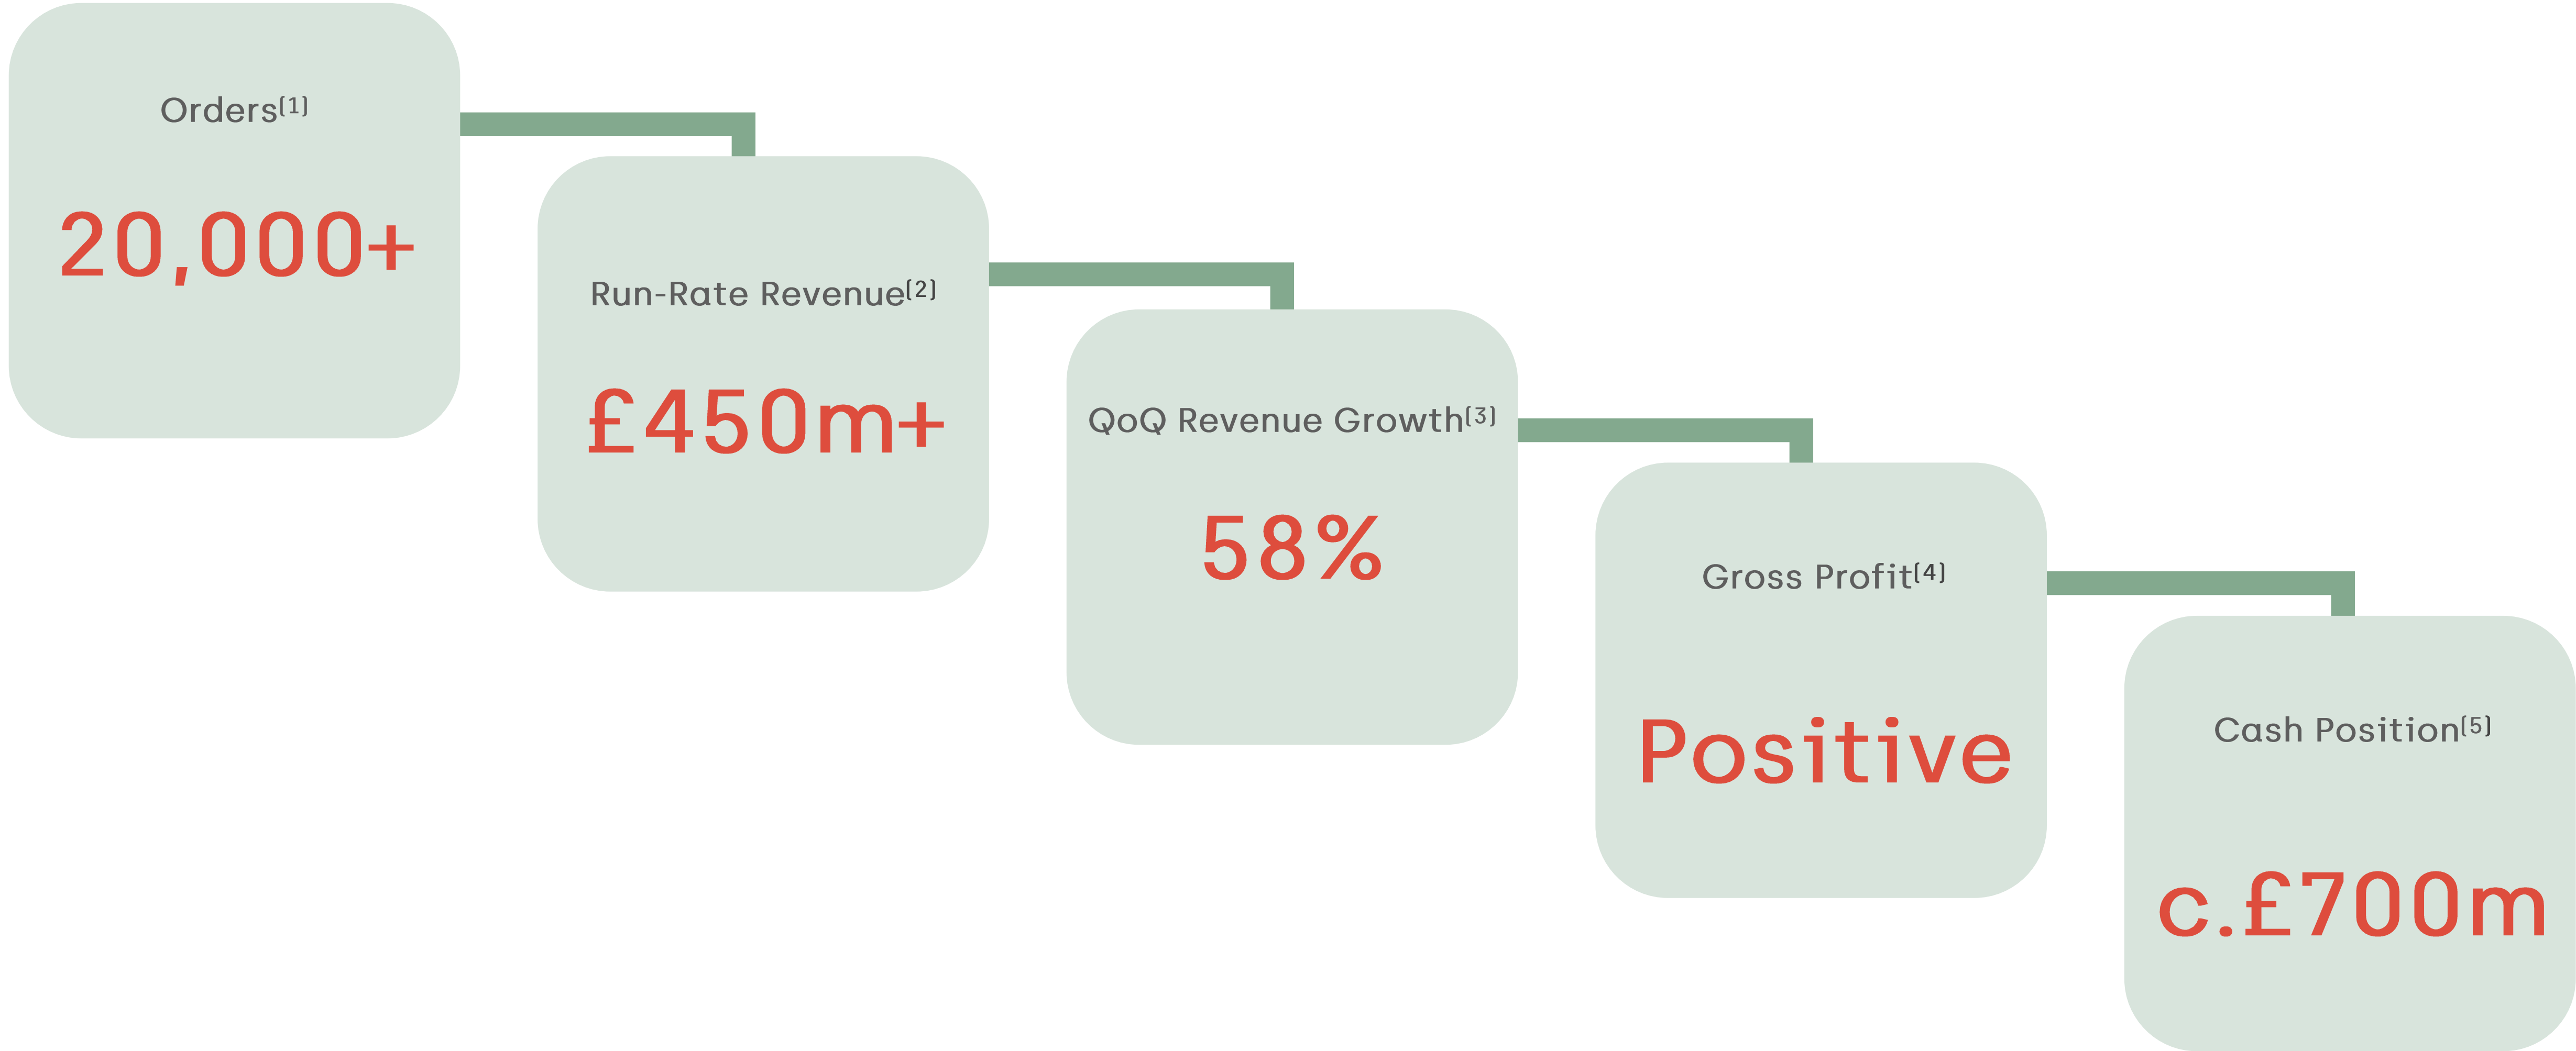 Orders(1)
20,000+
Run-Rate Revenue(2)
£450m+
QoQ Revenue Growth(3)
58%
Gross Profit(4)
Positive
Cash Position(5)
c.£700m